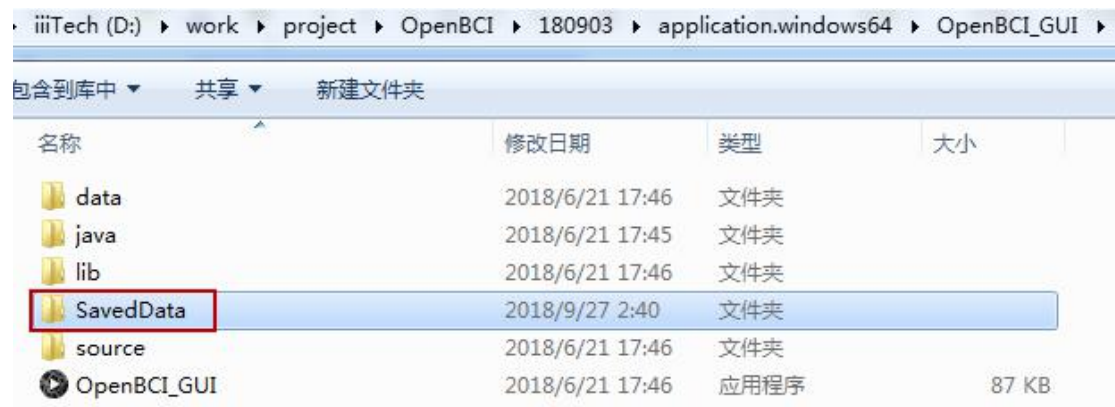 iiiTech (D:) ▸ work ▸ project ▸ OpenBCI ▸ 180903 ▸ application.windows64 ▸ OpenBCI_GUI ▸
包含到库中 ▼ 共享 ▼ 新建文件夹
名称 修改日期 类型 大小
data 2018/6/21 17:46 文件夹
java 2018/6/21 17:45 文件夹
lib 2018/6/21 17:46 文件夹
SavedData 2018/9/27 2:40 文件夹
source 2018/6/21 17:46 文件夹
OpenBCI_GUI 2018/6/21 17:46 应用程序 87 KB